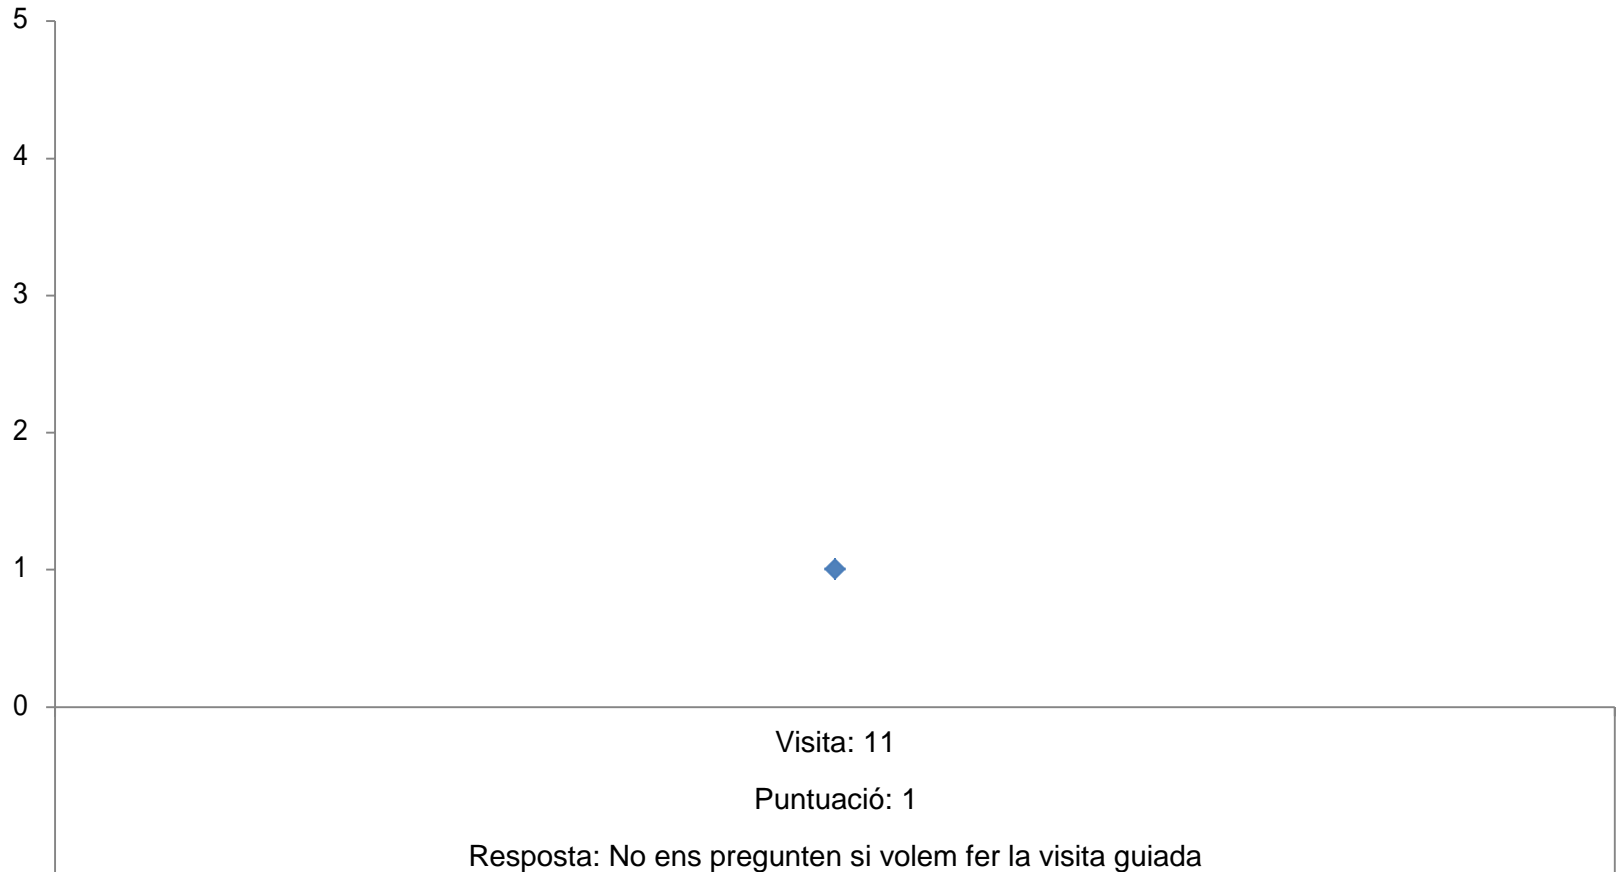 5
4
3
2
1
0
Visita: 11
Puntuació: 1
Resposta: No ens pregunten si volem fer la visita guiada